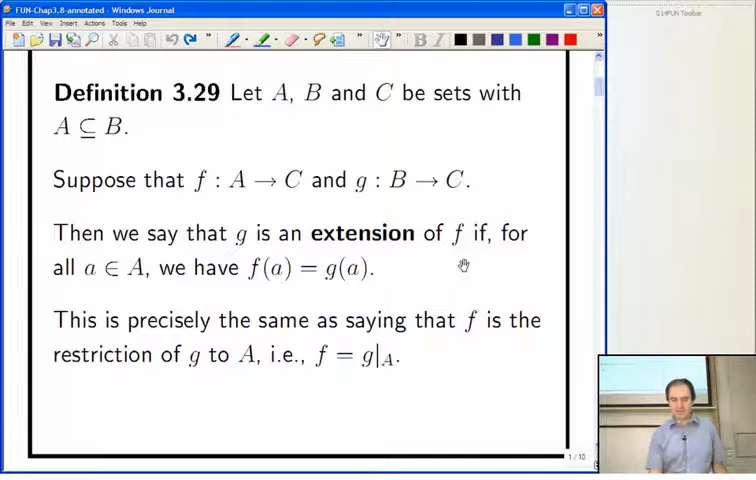 FUN-Chap3.8-annotated - Windows Journal
G14FUN Toolbar
File Edit View Insert Actions Tools Help
Definition 3.29 Let A, B and C be sets with
A ⊆ B.
Suppose that f : A → C and g : B → C.
Then we say that g is an extension of f if, for
all a ∈ A, we have f(a) = g(a).
This is precisely the same as saying that f is the
restriction of g to A, i.e., f = g|A.
1 / 10